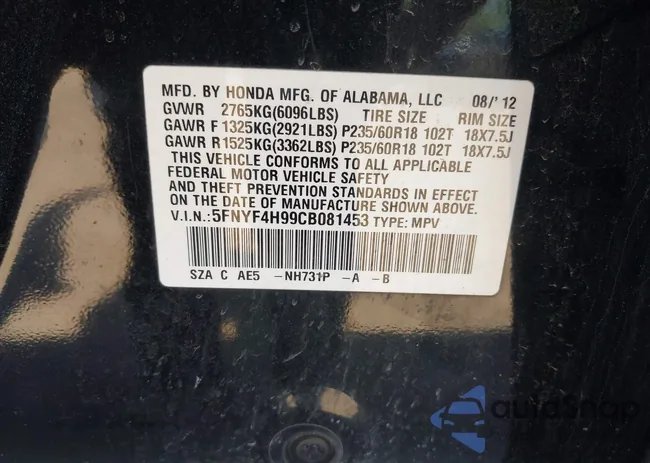 MFD. BY HONDA MFG. OF ALABAMA, LLC 08/'12
GVWR 2765KG(6096LBS) TIRE SIZE RIM SIZE
GAWR F 1325KG(2921LBS) P235/60R18 102T 18X7.5J
GAWR R 1525KG(3362LBS) P235/60R18 102T 18X7.5J
THIS VEHICLE CONFORMS TO ALL APPLICABLE
FEDERAL MOTOR VEHICLE SAFETY
AND THEFT PREVENTION STANDARDS IN EFFECT
ON THE DATE OF MANUFACTURE SHOWN ABOVE.
V.I.N.:5FNYF4H99CB081453 TYPE: MPV
SZA C AE5 -NH731P -A -B
autoSnap